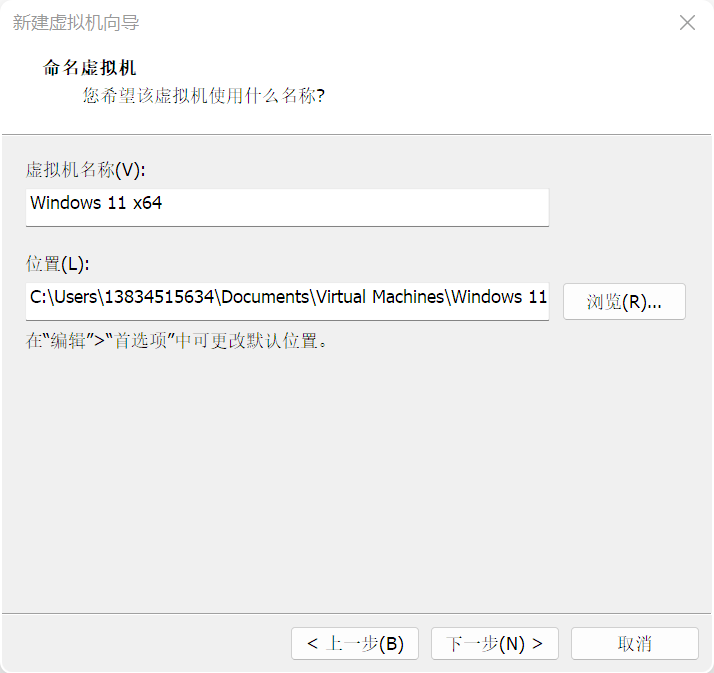 新建虚拟机向导
命名虚拟机
您希望该虚拟机使用什么名称?
虚拟机名称(V):
Windows 11 x64
位置(L):
C:\Users\13834515634\Documents\Virtual Machines\Windows 11
浏览(R)...
在“编辑”>“首选项”中可更改默认位置。
< 上一步(B)
下一步(N) >
取消